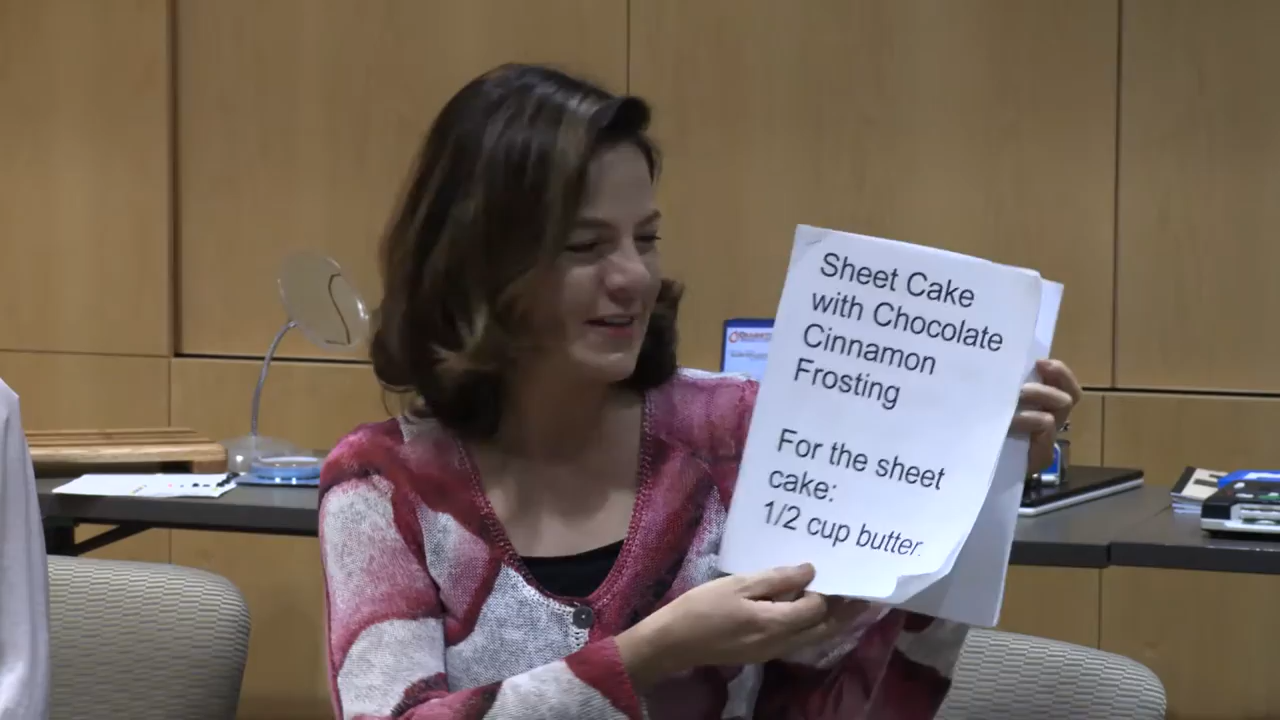 Sheet Cake
with Chocolate
Cinnamon
Frosting
For the sheet
cake:
1/2 cup butter.